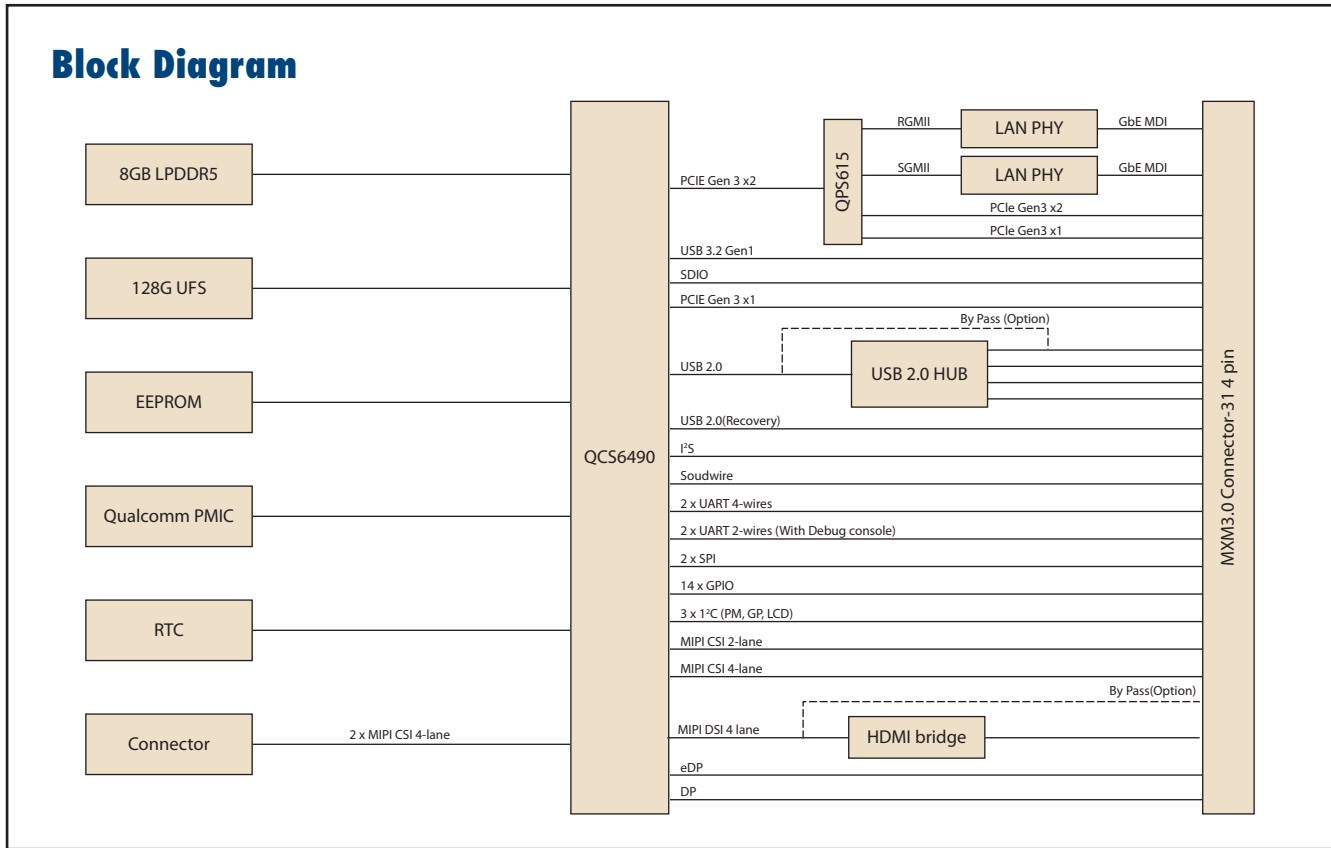 Block Diagram
8GB LPDDR5
128G UFS
EEPROM
Qualcomm PMIC
RTC
Connector
2 x MIPI CSI 4-lane
QCS6490
PCIE Gen 3 x2
QPS615
RGMII
LAN PHY
GbE MDI
SGMII
LAN PHY
GbE MDI
PCIe Gen3 x2
PCIe Gen3 x1
USB 3.2 Gen1
SDIO
PCIE Gen 3 x1
By Pass (Option)
USB 2.0
USB 2.0 HUB
USB 2.0(Recovery)
I²S
Soudwire
2 x UART 4-wires
2 x UART 2-wires (With Debug console)
2 x SPI
14 x GPIO
3 x 1²C (PM, GP, LCD)
MIPI CSI 2-lane
MIPI CSI 4-lane
By Pass(Option)
MIPI DSI 4 lane
HDMI bridge
eDP
DP
MXM3.0 Connector-31 4 pin